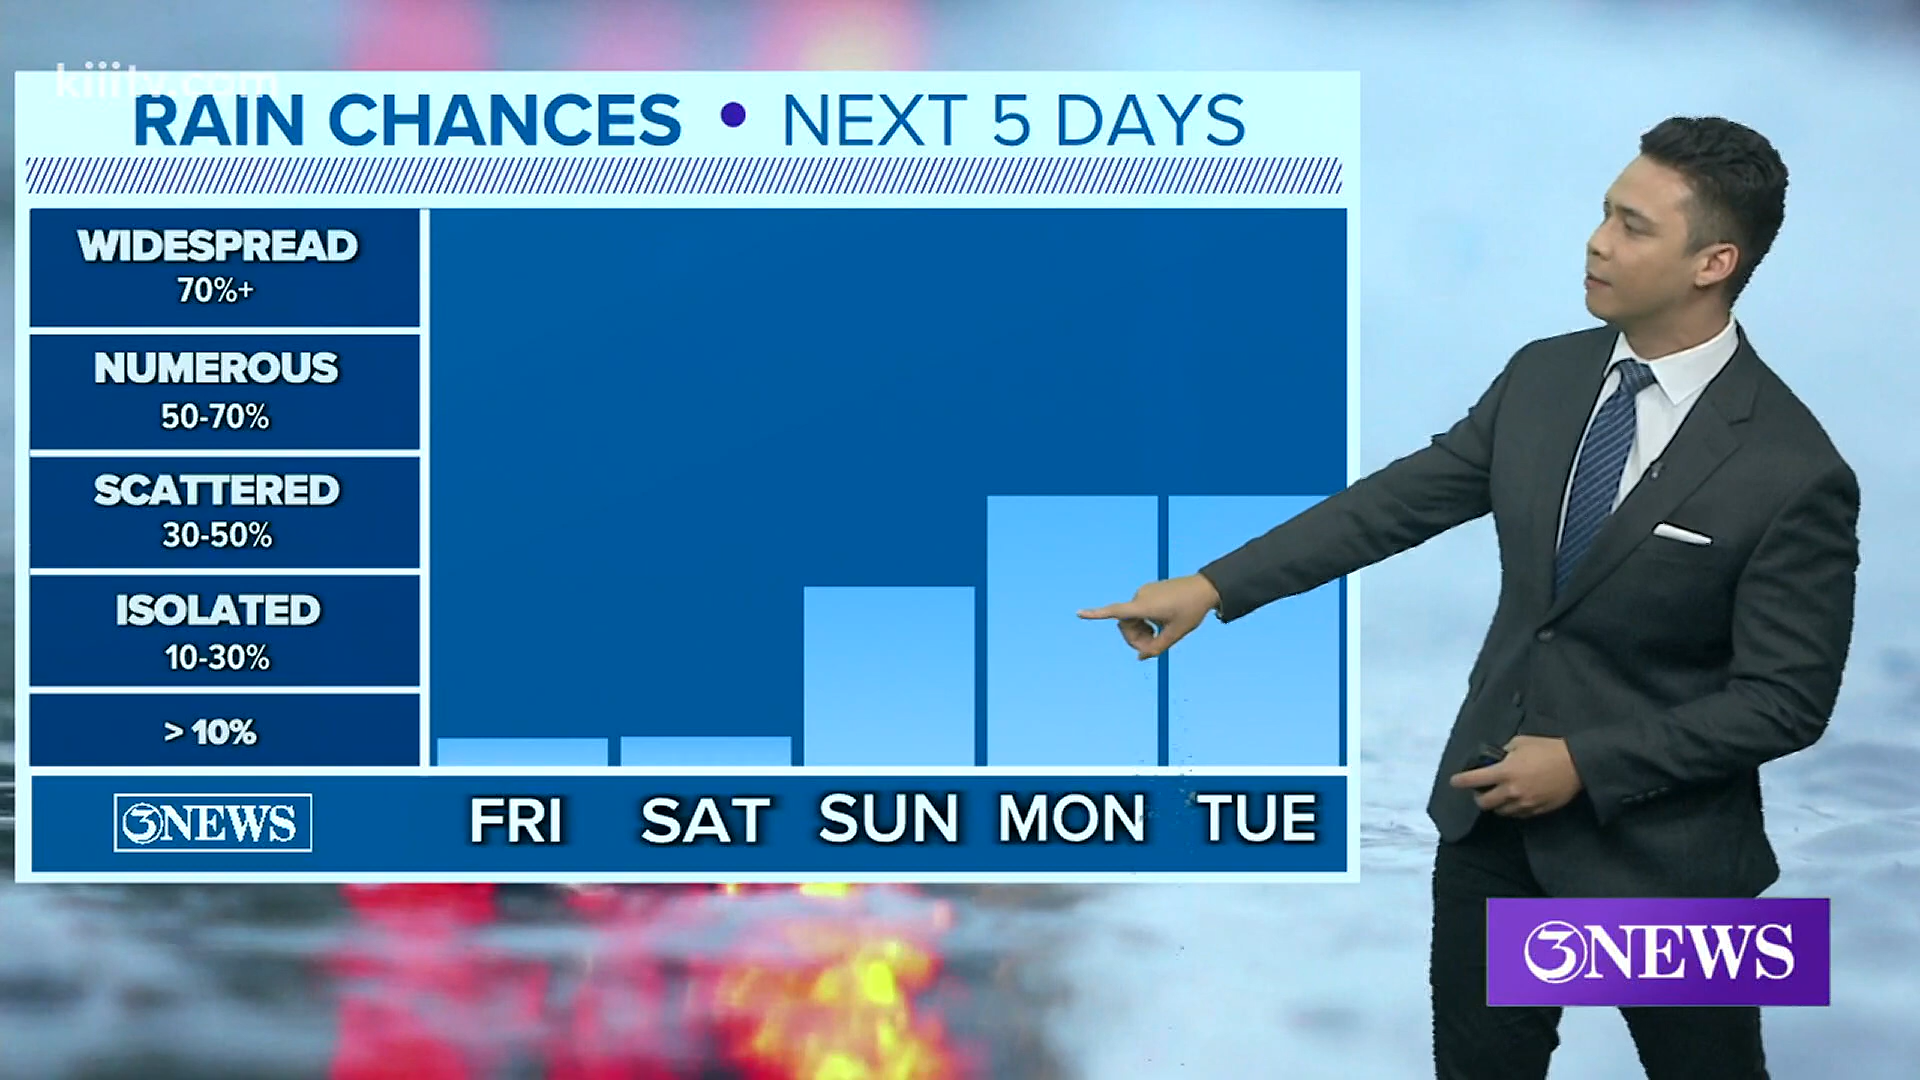 kiiitv.com
RAIN CHANCES • NEXT 5 DAYS
WIDESPREAD
70%+
NUMEROUS
50-70%
SCATTERED
30-50%
ISOLATED
10-30%
> 10%
3NEWS
FRI SAT SUN MON TUE
3NEWS